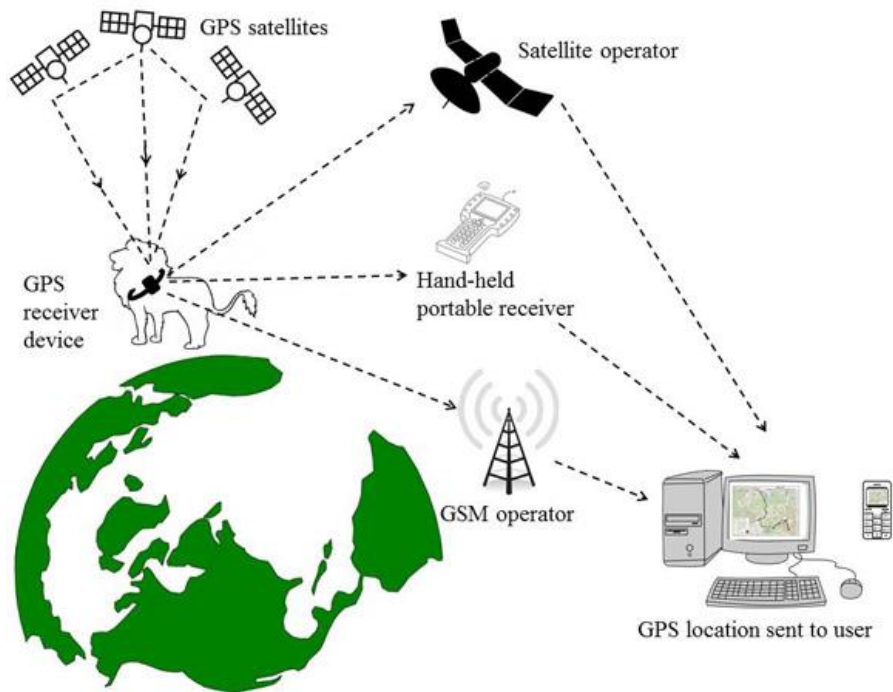 GPS satellites
Satellite operator
GPS
receiver
device
Hand-held
portable receiver
GSM operator
GPS location sent to user